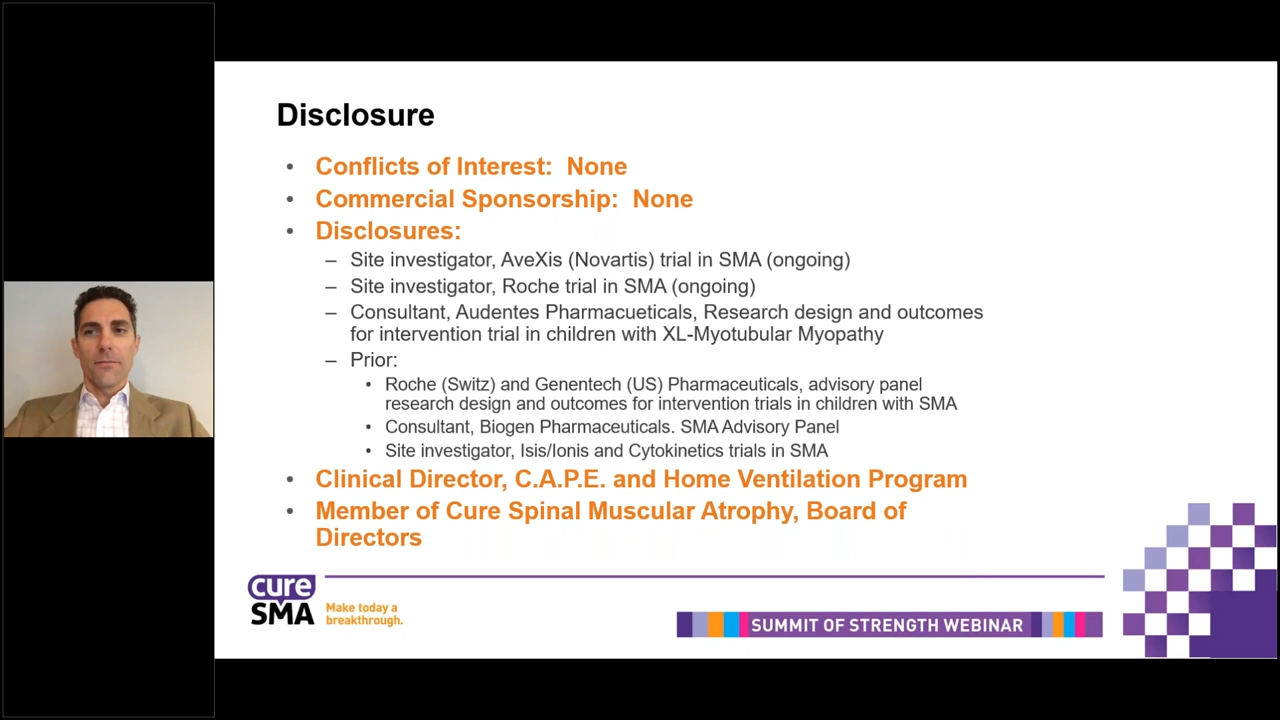 Disclosure
• Conflicts of Interest: None
• Commercial Sponsorship: None
• Disclosures:
– Site investigator, AveXis (Novartis) trial in SMA (ongoing)
– Site investigator, Roche trial in SMA (ongoing)
– Consultant, Audentes Pharmacueticals, Research design and outcomes
for intervention trial in children with XL-Myotubular Myopathy
– Prior:
• Roche (Switz) and Genentech (US) Pharmaceuticals, advisory panel
research design and outcomes for intervention trials in children with SMA
• Consultant, Biogen Pharmaceuticals. SMA Advisory Panel
• Site investigator, Isis/Ionis and Cytokinetics trials in SMA
• Clinical Director, C.A.P.E. and Home Ventilation Program
• Member of Cure Spinal Muscular Atrophy, Board of
Directors
cure
SMA
Make today a
breakthrough.
SUMMIT OF STRENGTH WEBINAR